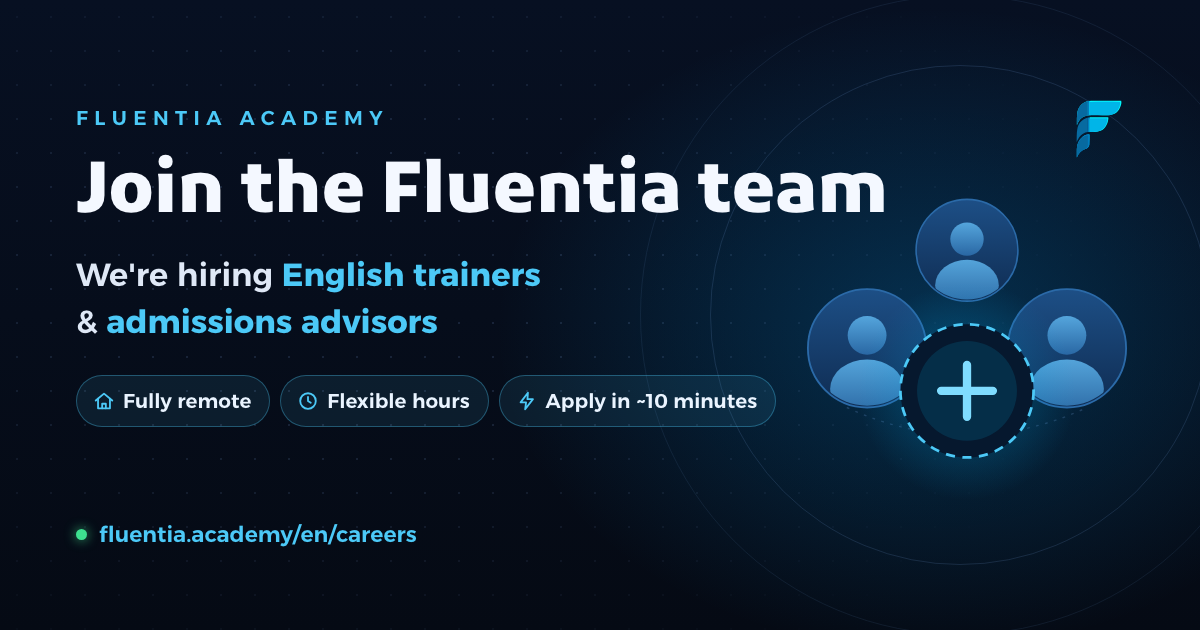 FLUENTIA ACADEMY
Join the Fluentia team
We're hiring English trainers
& admissions advisors
Fully remote
Flexible hours
Apply in ~10 minutes
fluentia.academy/en/careers